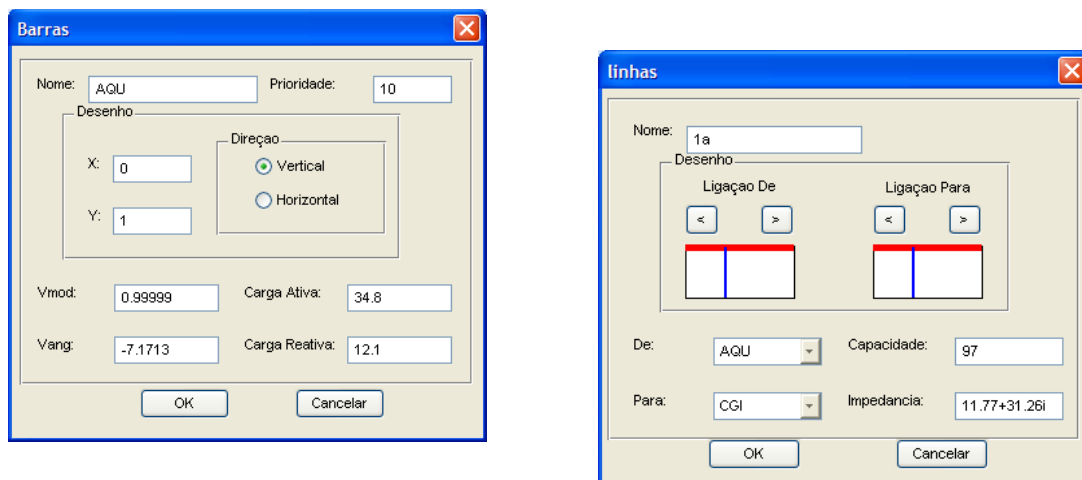 Barras
Nome: AQU Prioridade: 10
Desenho
Direçao
X: 0
Vertical
Horizontal
Y: 1
Vmod: 0.99999 Carga Ativa: 34.8
Vang: -7.1713 Carga Reativa: 12.1
OK Cancelar
linhas
Nome: 1a
Desenho
Ligaçao De Ligaçao Para
< > < >
De: AQU Capacidade: 97
Para: CGI Impedancia: 11.77+31.26i
OK Cancelar